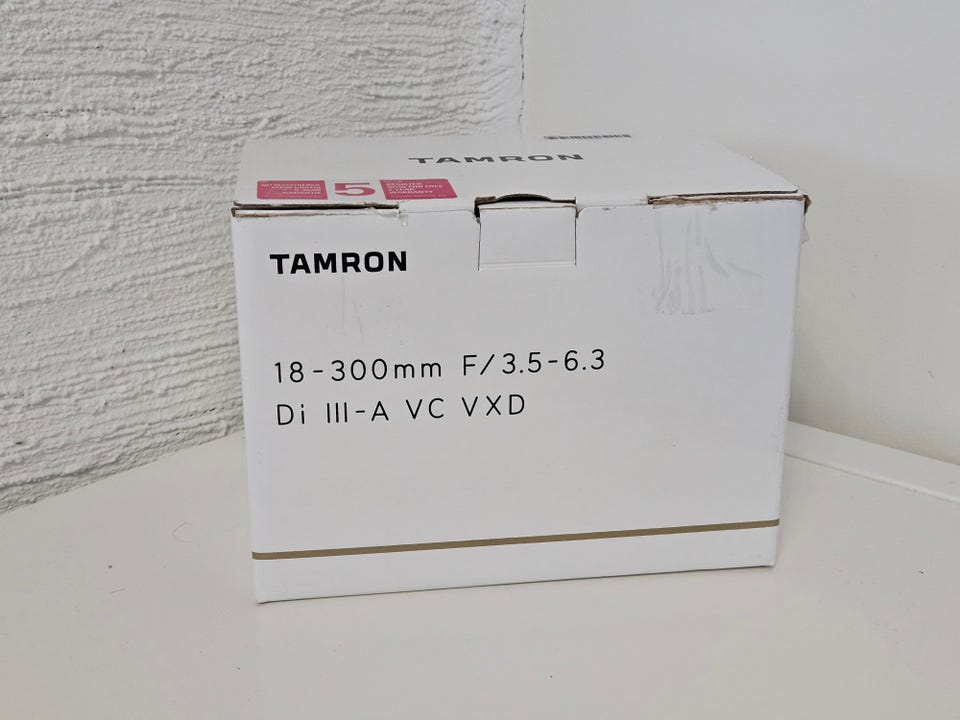 TAMRON
5
TAMRON
18-300mm F/3.5-6.3
Di III-A VC VXD